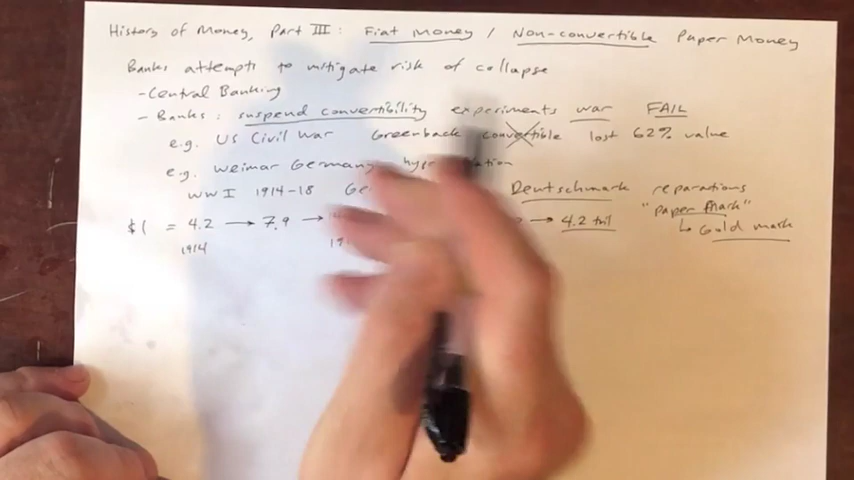 History of Money, Part III: Fiat Money / Non-convertible Paper Money
Banks attempts to mitigate risk of collapse
- Central Banking
- Banks: suspend convertibility experiments war FAIL
e.g. US Civil War Greenback convertible lost 62% value
e.g. Weimar Germany
WWI 1914-18 Deutschmark reparations
"paper mark"
$1 = 4.2 → 7.9 → → 4.2 tril ↳ Gold mark
1914